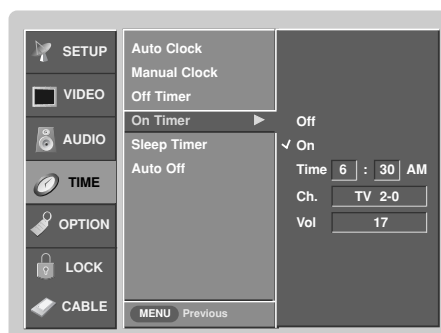 SETUP
VIDEO
AUDIO
TIME
OPTION
LOCK
CABLE
Auto Clock
Manual Clock
Off Timer
On Timer ▶
Sleep Timer
Auto Off
MENU Previous
Off
✓ On
Time 6 : 30 AM
Ch. TV 2-0
Vol 17